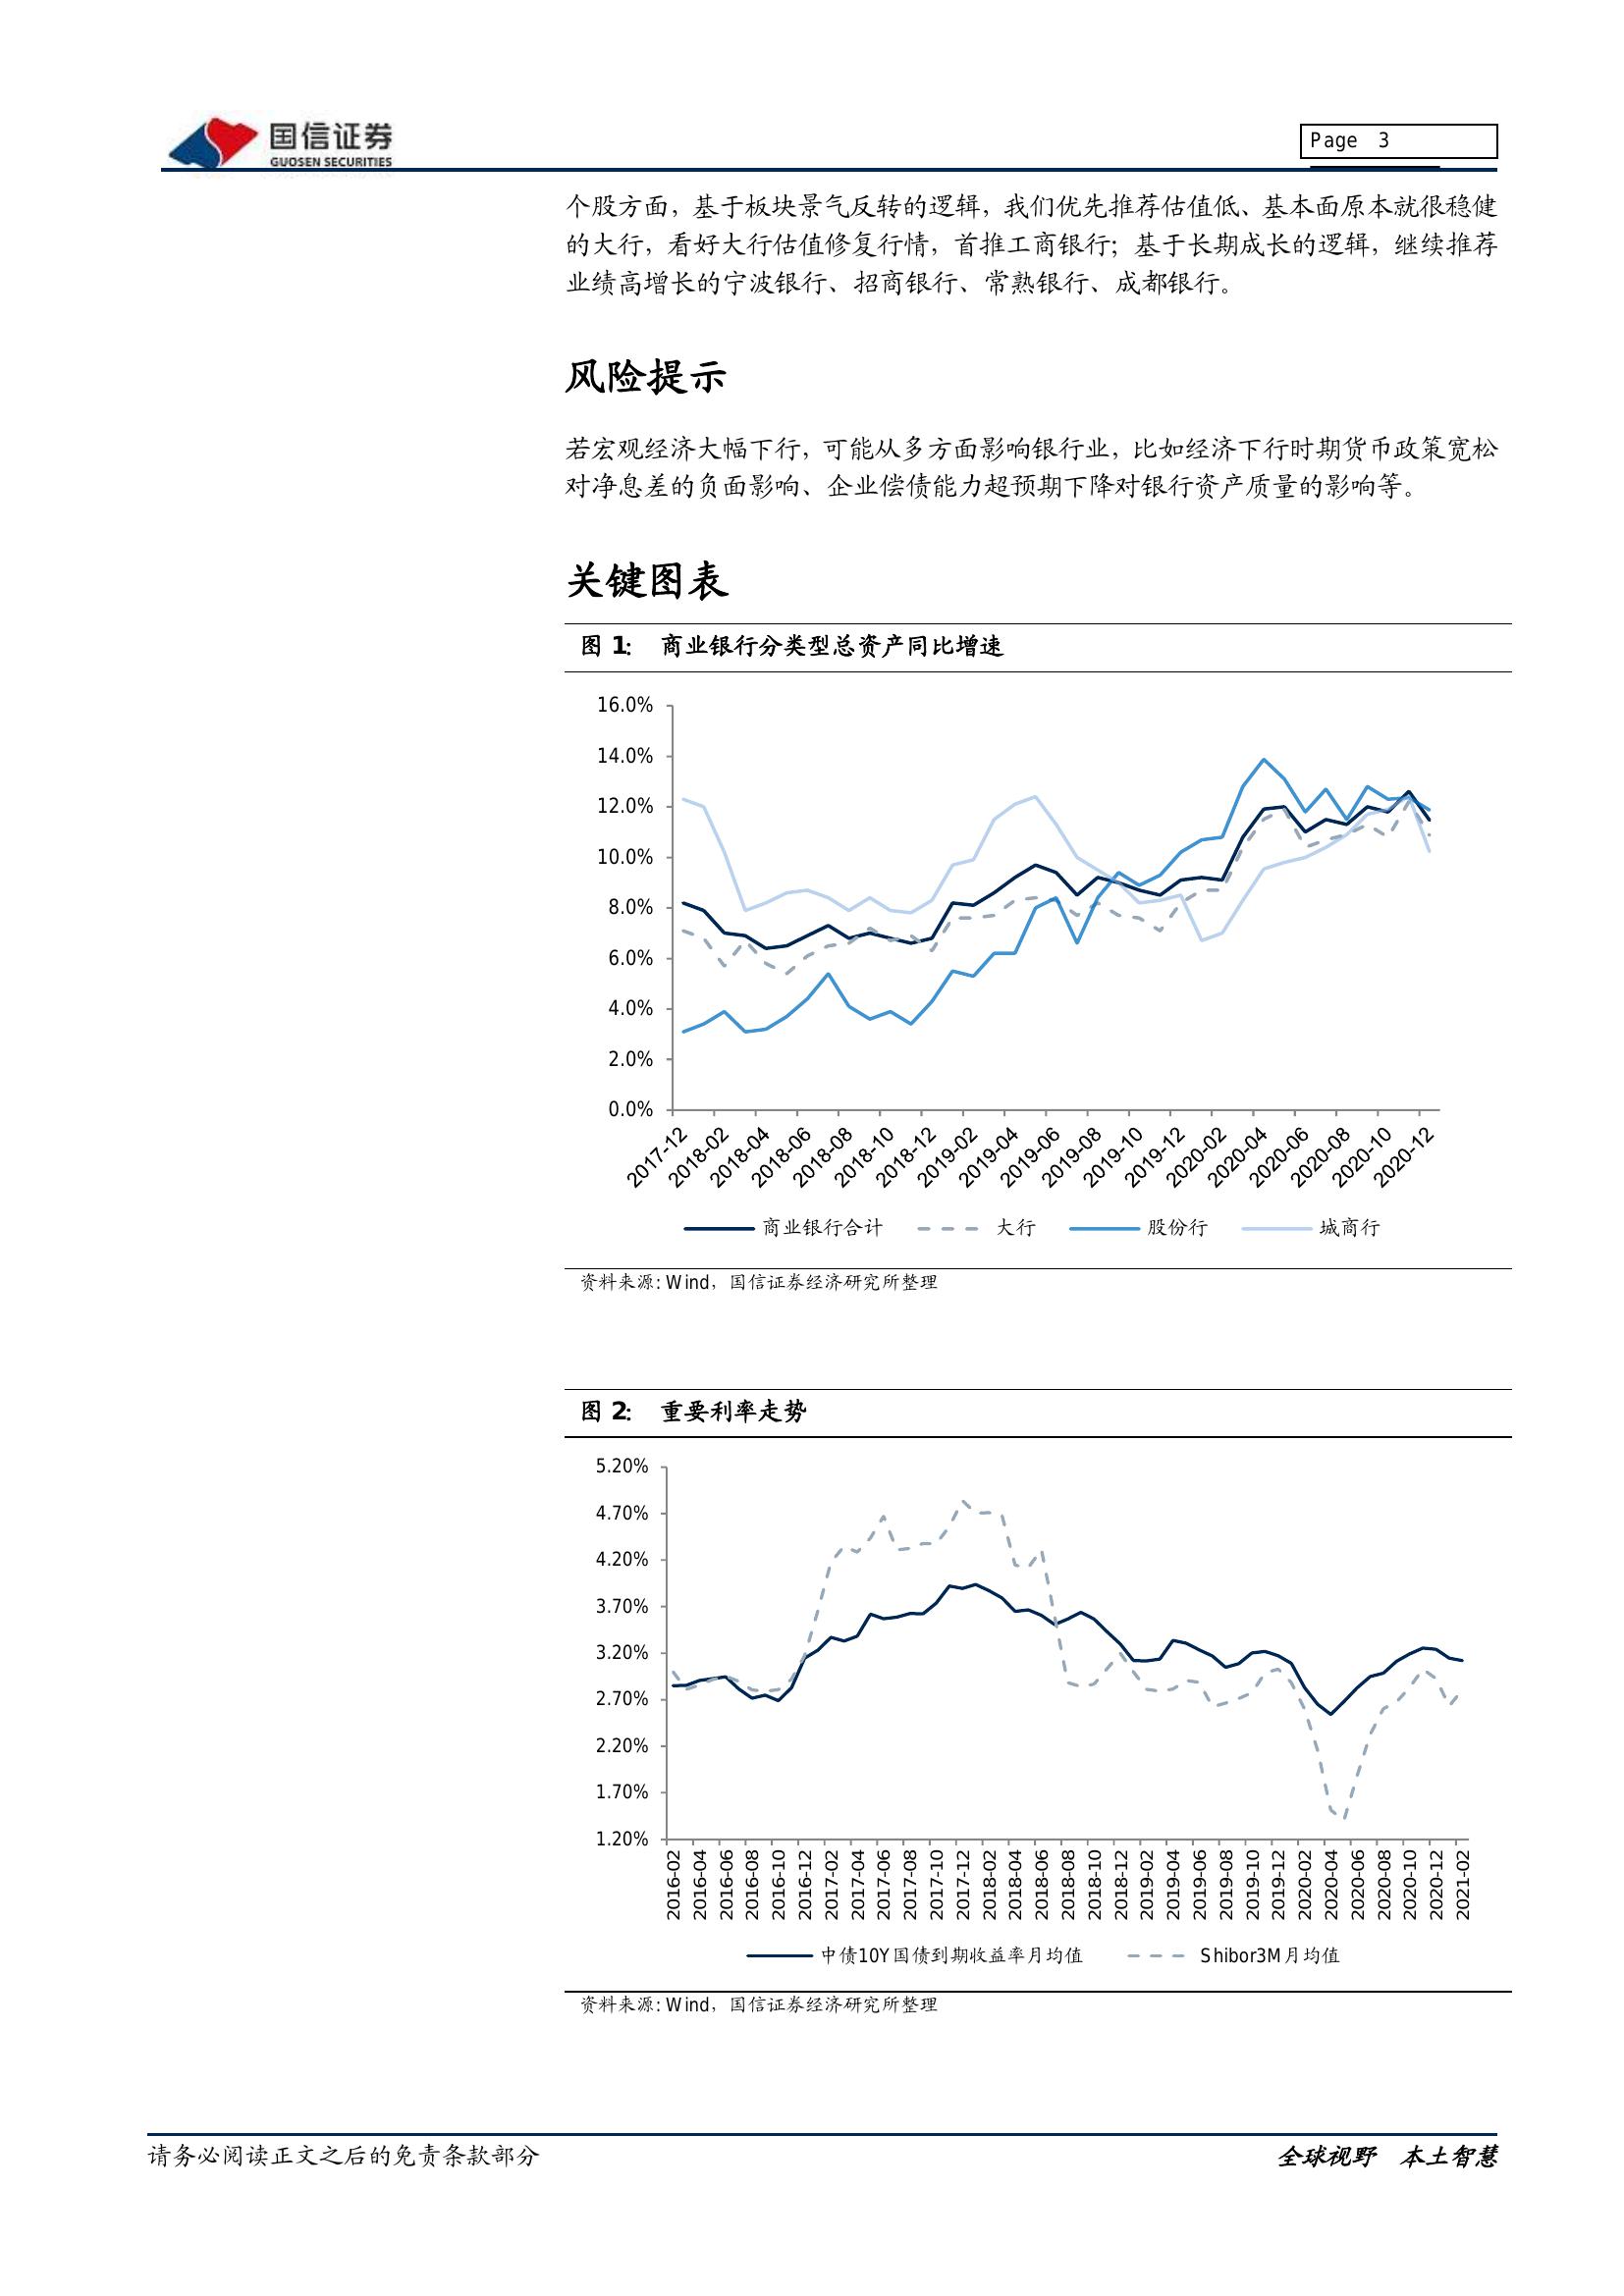 国信证券
GUOSEN SECURITIES
Page 3
个股方面，基于板块景气反转的逻辑，我们优先推荐估值低、基本面原本就很稳健
的大行，看好大行估值修复行情，首推工商银行；基于长期成长的逻辑，继续推荐
业绩高增长的宁波银行、招商银行、常熟银行、成都银行。
风险提示
若宏观经济大幅下行，可能从多方面影响银行业，比如经济下行时期货币政策宽松
对净息差的负面影响、企业偿债能力超预期下降对银行资产质量的影响等。
关键图表
图 1： 商业银行分类型总资产同比增速
16.0%
14.0%
12.0%
10.0%
8.0%
6.0%
4.0%
2.0%
0.0%
2017-12 2018-02 2018-04 2018-06 2018-08 2018-10 2018-12 2019-02 2019-04 2019-06 2019-08 2019-10 2019-12 2020-02 2020-04 2020-06 2020-08 2020-10 2020-12
商业银行合计 大行 股份行 城商行
资料来源：Wind，国信证券经济研究所整理
图 2： 重要利率走势
5.20%
4.70%
4.20%
3.70%
3.20%
2.70%
2.20%
1.70%
1.20%
2016-02 2016-04 2016-06 2016-08 2016-10 2016-12 2017-02 2017-04 2017-06 2017-08 2017-10 2017-12 2018-02 2018-04 2018-06 2018-08 2018-10 2018-12 2019-02 2019-04 2019-06 2019-08 2019-10 2019-12 2020-02 2020-04 2020-06 2020-08 2020-10 2020-12 2021-02
中债10Y国债到期收益率月均值 Shibor3M月均值
资料来源：Wind，国信证券经济研究所整理
请务必阅读正文之后的免责条款部分
全球视野 本土智慧